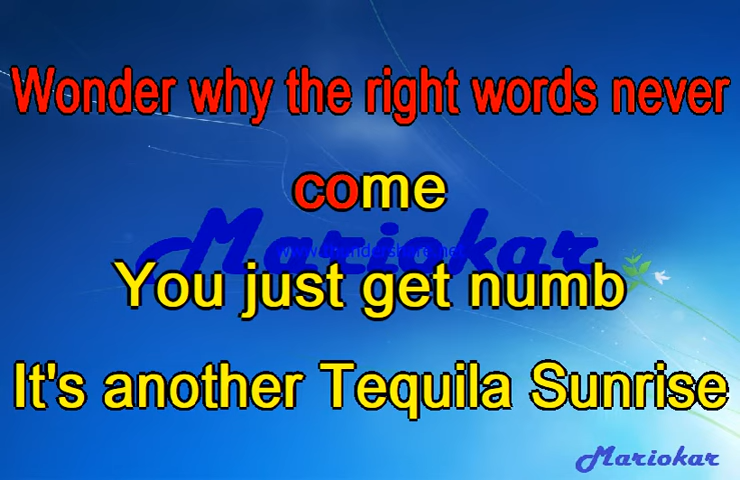 Wonder why the right words never
come
Mariokar
You just get numb
It's another Tequila Sunrise
Mariokar